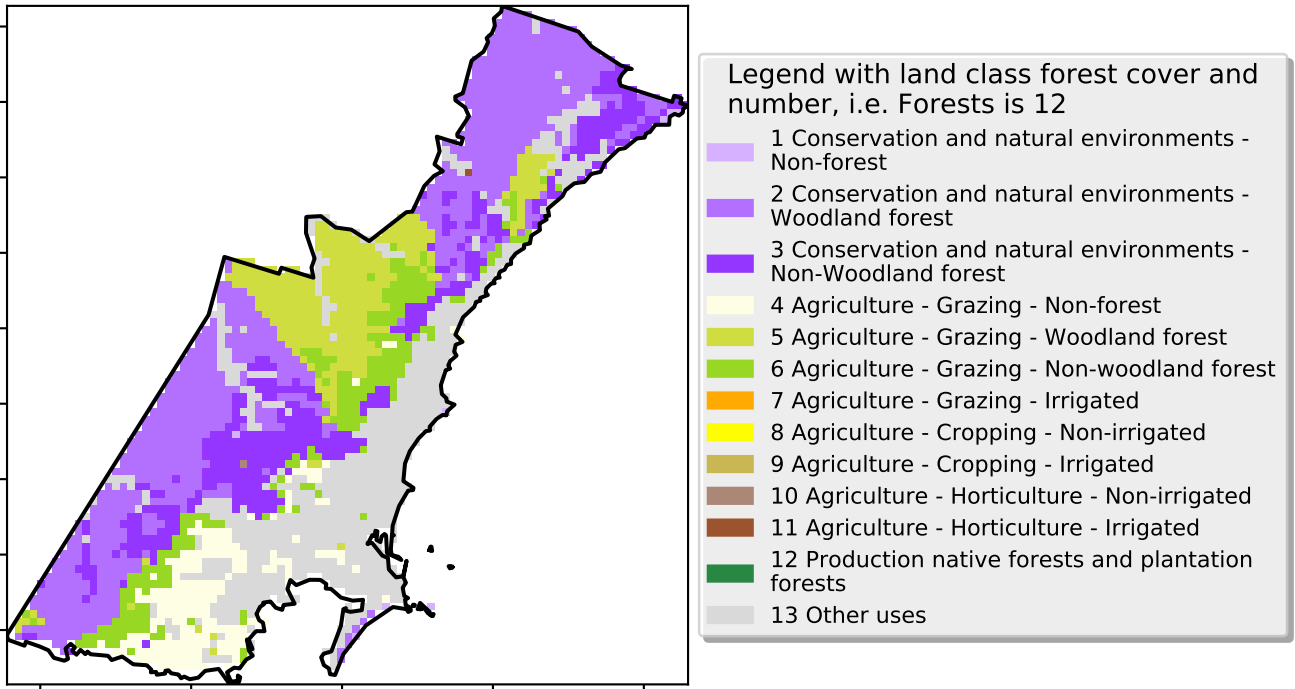 Legend with land class forest cover and
number, i.e. Forests is 12
1 Conservation and natural environments -
Non-forest
2 Conservation and natural environments -
Woodland forest
3 Conservation and natural environments -
Non-Woodland forest
4 Agriculture - Grazing - Non-forest
5 Agriculture - Grazing - Woodland forest
6 Agriculture - Grazing - Non-woodland forest
7 Agriculture - Grazing - Irrigated
8 Agriculture - Cropping - Non-irrigated
9 Agriculture - Cropping - Irrigated
10 Agriculture - Horticulture - Non-irrigated
11 Agriculture - Horticulture - Irrigated
12 Production native forests and plantation
forests
13 Other uses